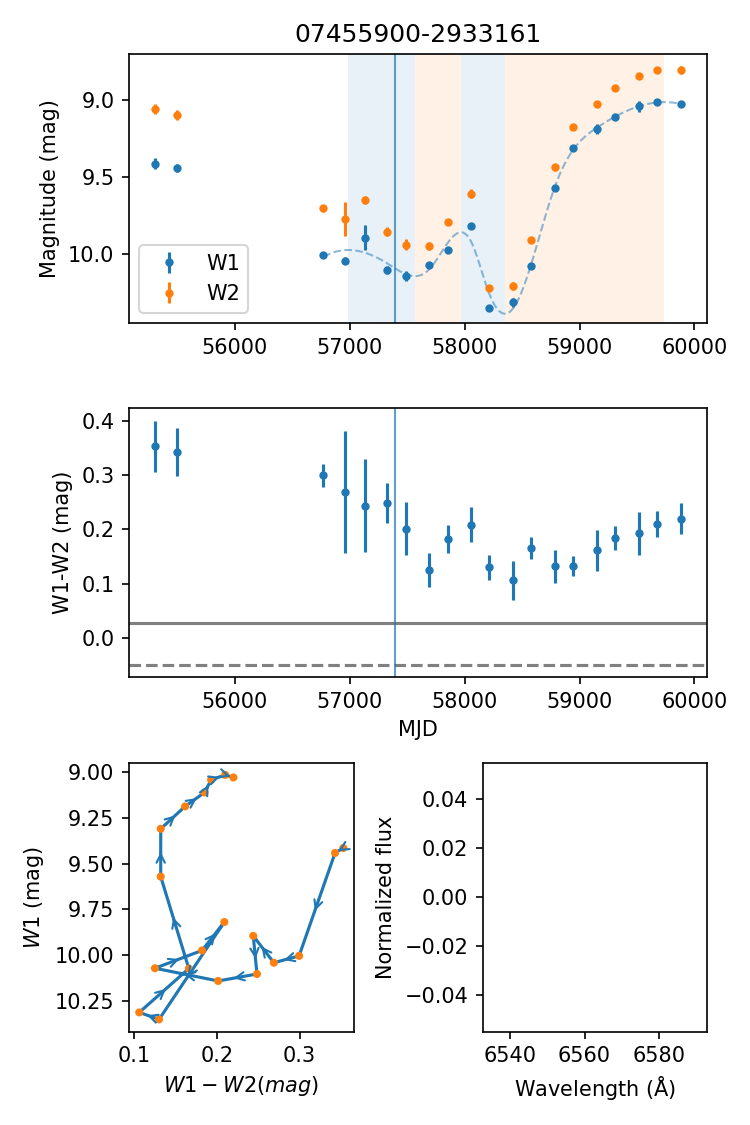 07455900-2933161
Magnitude (mag)
9.0
9.5
10.0
W1
W2
56000 57000 58000 59000 60000
W1-W2 (mag)
0.4
0.3
0.2
0.1
0.0
56000 57000 58000 59000 60000
MJD
W1 (mag)
9.00
9.25
9.50
9.75
10.00
10.25
0.1 0.2 0.3
W1 − W2(mag)
Normalized flux
0.04
0.02
0.00
−0.02
−0.04
6540 6560 6580
Wavelength (Å)